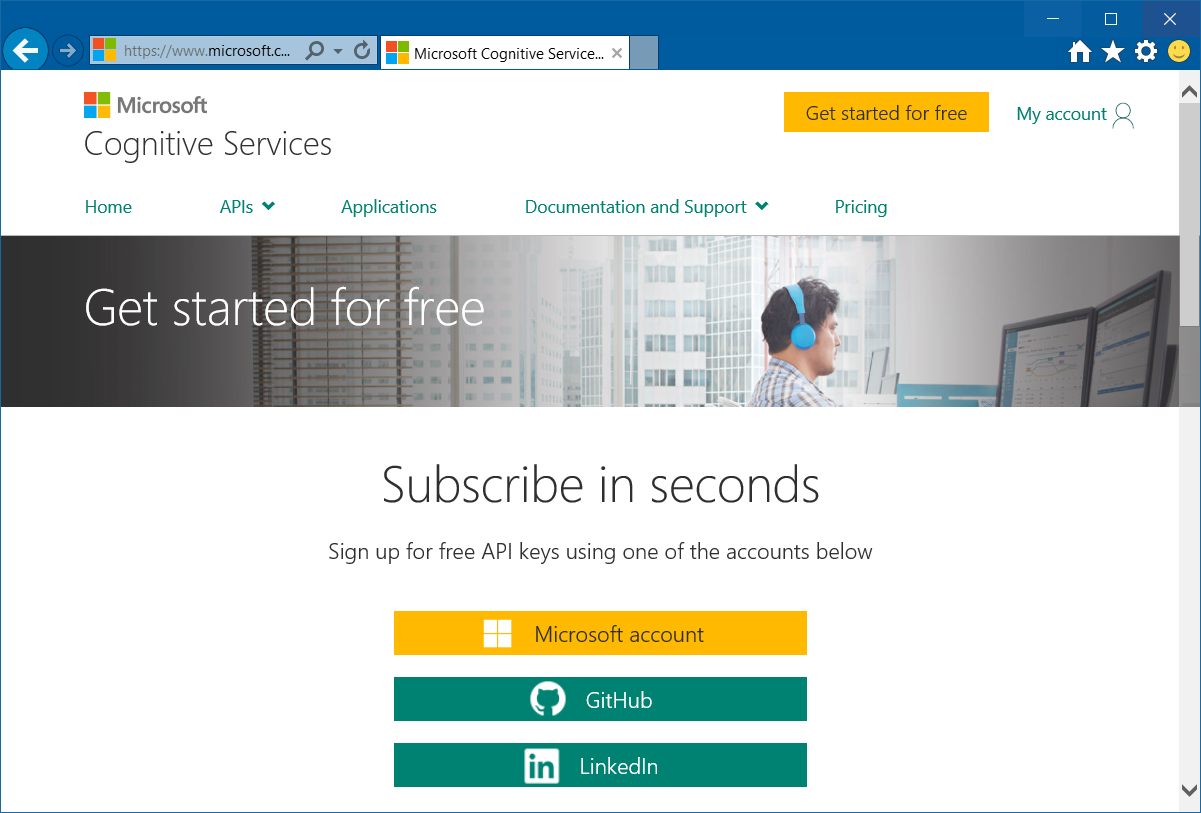 https://www.microsoft.c...
Microsoft Cognitive Service...
Microsoft
Cognitive Services
Get started for free
My account
Home
APIs
Applications
Documentation and Support
Pricing
Get started for free
Subscribe in seconds
Sign up for free API keys using one of the accounts below
Microsoft account
GitHub
in LinkedIn